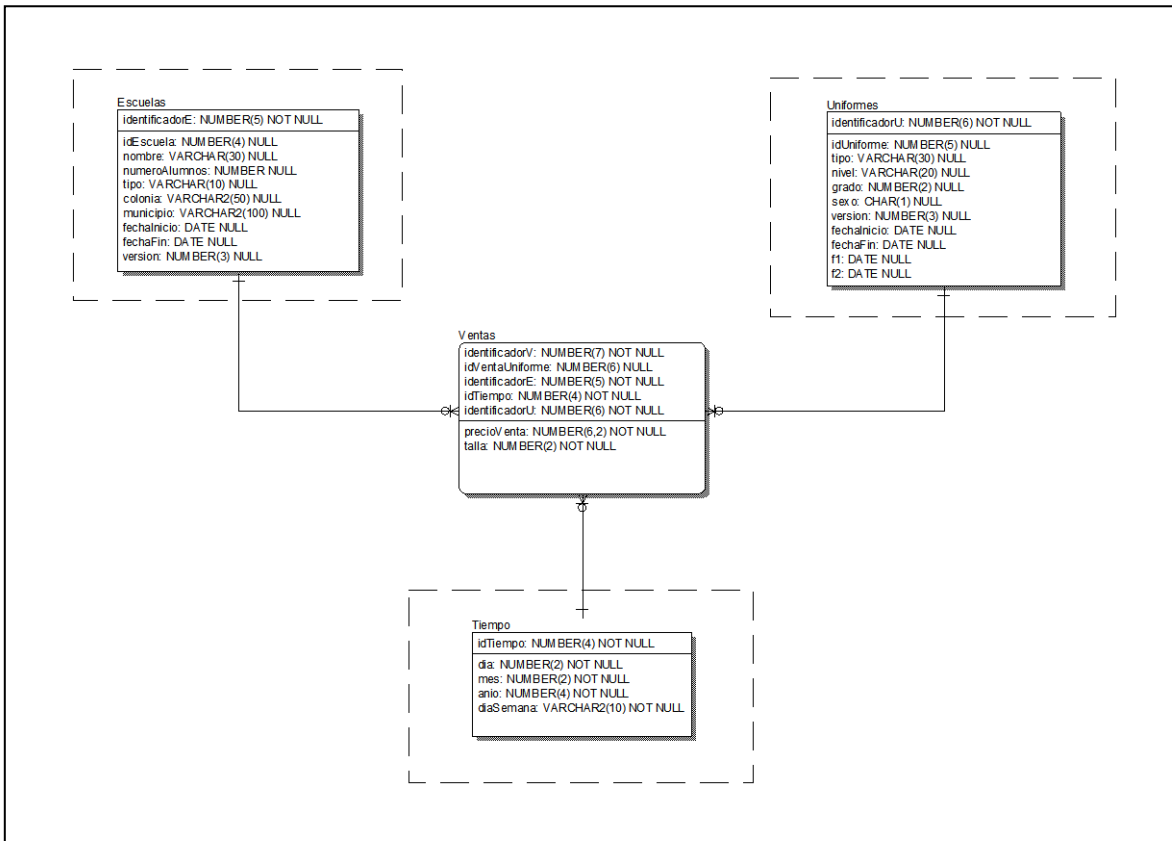 Escuelas
identificadorE: NUMBER(5) NOT NULL
idEscuela: NUMBER(4) NULL
nombre: VARCHAR(30) NULL
numeroAlumnos: NUMBER NULL
tipo: VARCHAR(10) NULL
colonia: VARCHAR2(50) NULL
municipio: VARCHAR2(100) NULL
fechaInicio: DATE NULL
fechaFin: DATE NULL
version: NUMBER(3) NULL
Uniformes
identificadorU: NUMBER(6) NOT NULL
idUniforme: NUMBER(5) NULL
tipo: VARCHAR(30) NULL
nivel: VARCHAR(20) NULL
grado: NUMBER(2) NULL
sexo: CHAR(1) NULL
version: NUMBER(3) NULL
fechaInicio: DATE NULL
fechaFin: DATE NULL
f1: DATE NULL
f2: DATE NULL
Ventas
identificadorV: NUMBER(7) NOT NULL
idVentaUniforme: NUMBER(6) NULL
identificadorE: NUMBER(5) NOT NULL
idTiempo: NUMBER(4) NOT NULL
identificadorU: NUMBER(6) NOT NULL
precioVenta: NUMBER(6,2) NOT NULL
talla: NUMBER(2) NOT NULL
Tiempo
idTiempo: NUMBER(4) NOT NULL
dia: NUMBER(2) NOT NULL
mes: NUMBER(2) NOT NULL
anio: NUMBER(4) NOT NULL
diaSemana: VARCHAR2(10) NOT NULL